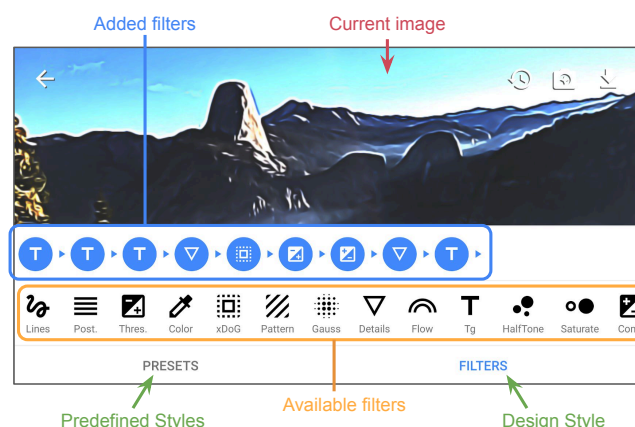 Added filters
Current image
T T T T
Lines Post. Thres. Color xDoG Pattern Gauss Details Flow Tg HalfTone Saturate Con
PRESETS FILTERS
Available filters
Predefined Styles Design Style